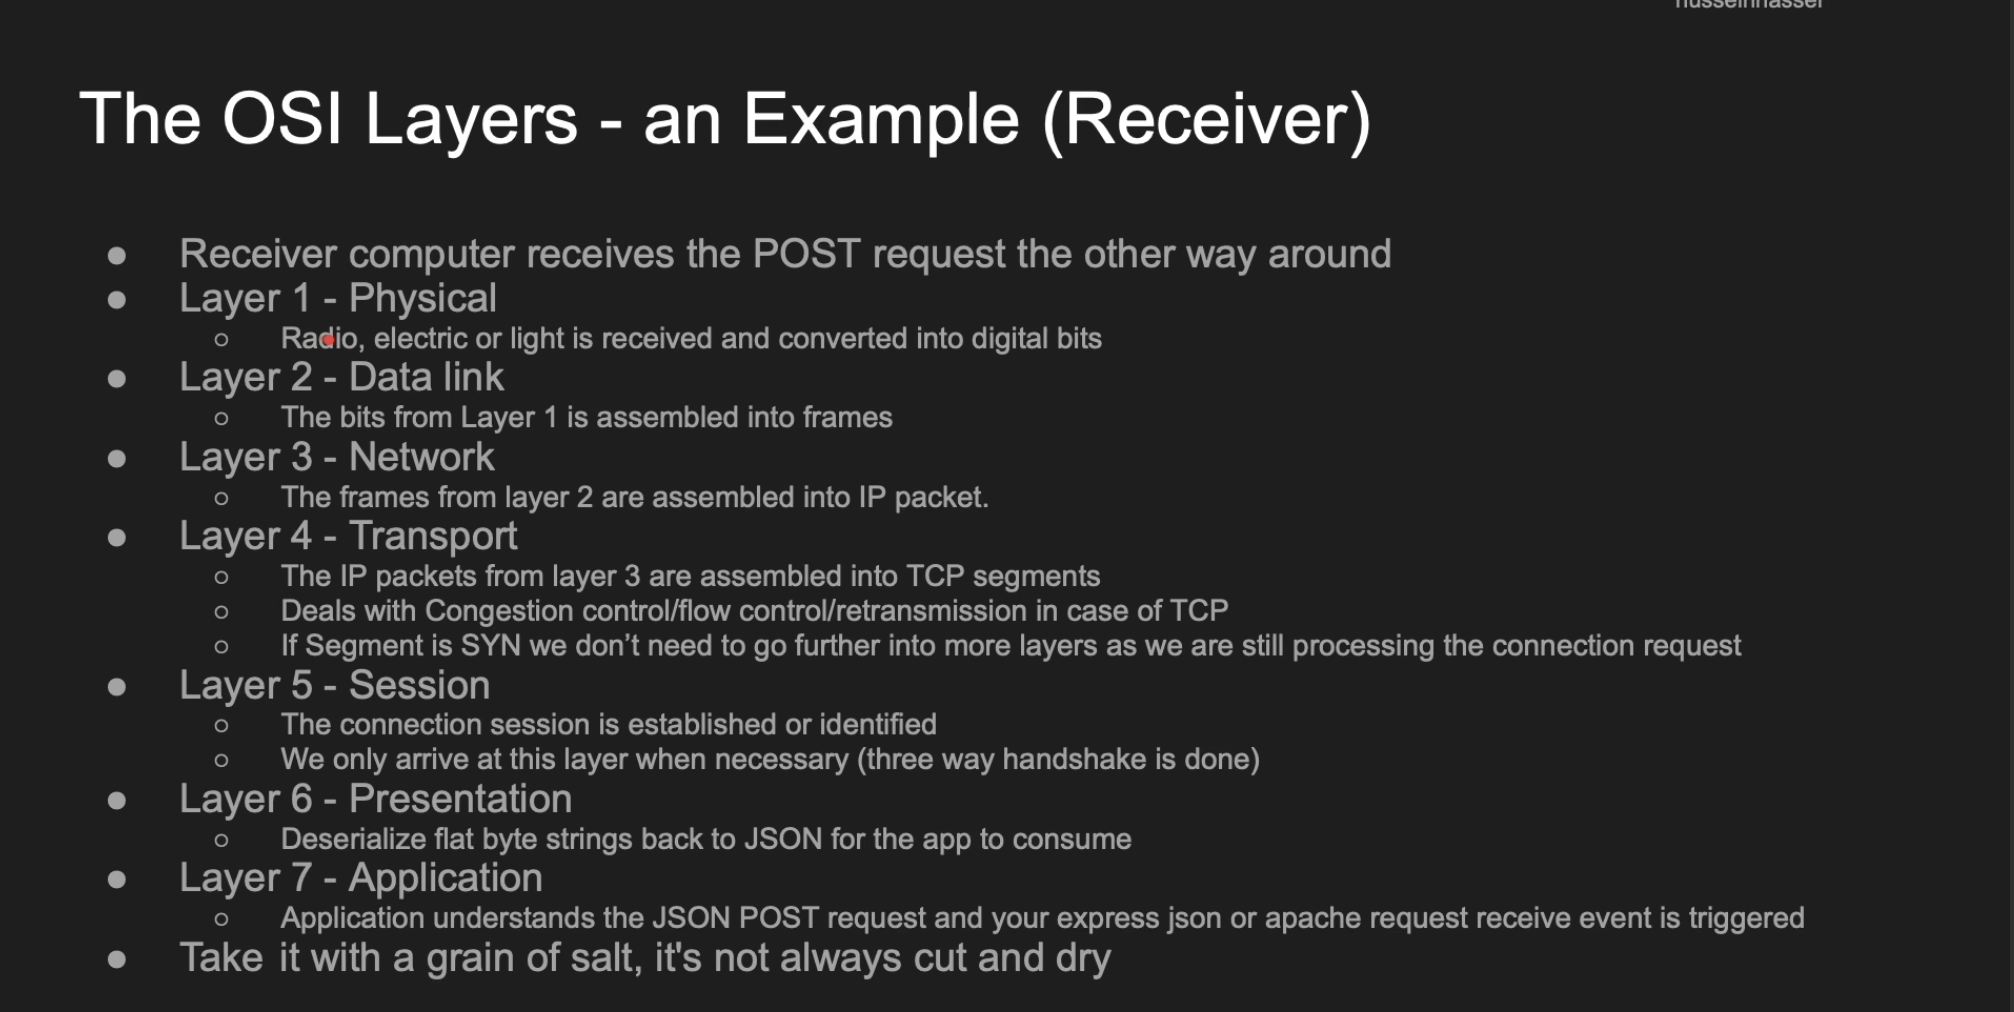 husseinnasser
The OSI Layers - an Example (Receiver)
● Receiver computer receives the POST request the other way around
● Layer 1 - Physical
○ Radio, electric or light is received and converted into digital bits
● Layer 2 - Data link
○ The bits from Layer 1 is assembled into frames
● Layer 3 - Network
○ The frames from layer 2 are assembled into IP packet.
● Layer 4 - Transport
○ The IP packets from layer 3 are assembled into TCP segments
○ Deals with Congestion control/flow control/retransmission in case of TCP
○ If Segment is SYN we don’t need to go further into more layers as we are still processing the connection request
● Layer 5 - Session
○ The connection session is established or identified
○ We only arrive at this layer when necessary (three way handshake is done)
● Layer 6 - Presentation
○ Deserialize flat byte strings back to JSON for the app to consume
● Layer 7 - Application
○ Application understands the JSON POST request and your express json or apache request receive event is triggered
● Take it with a grain of salt, it's not always cut and dry